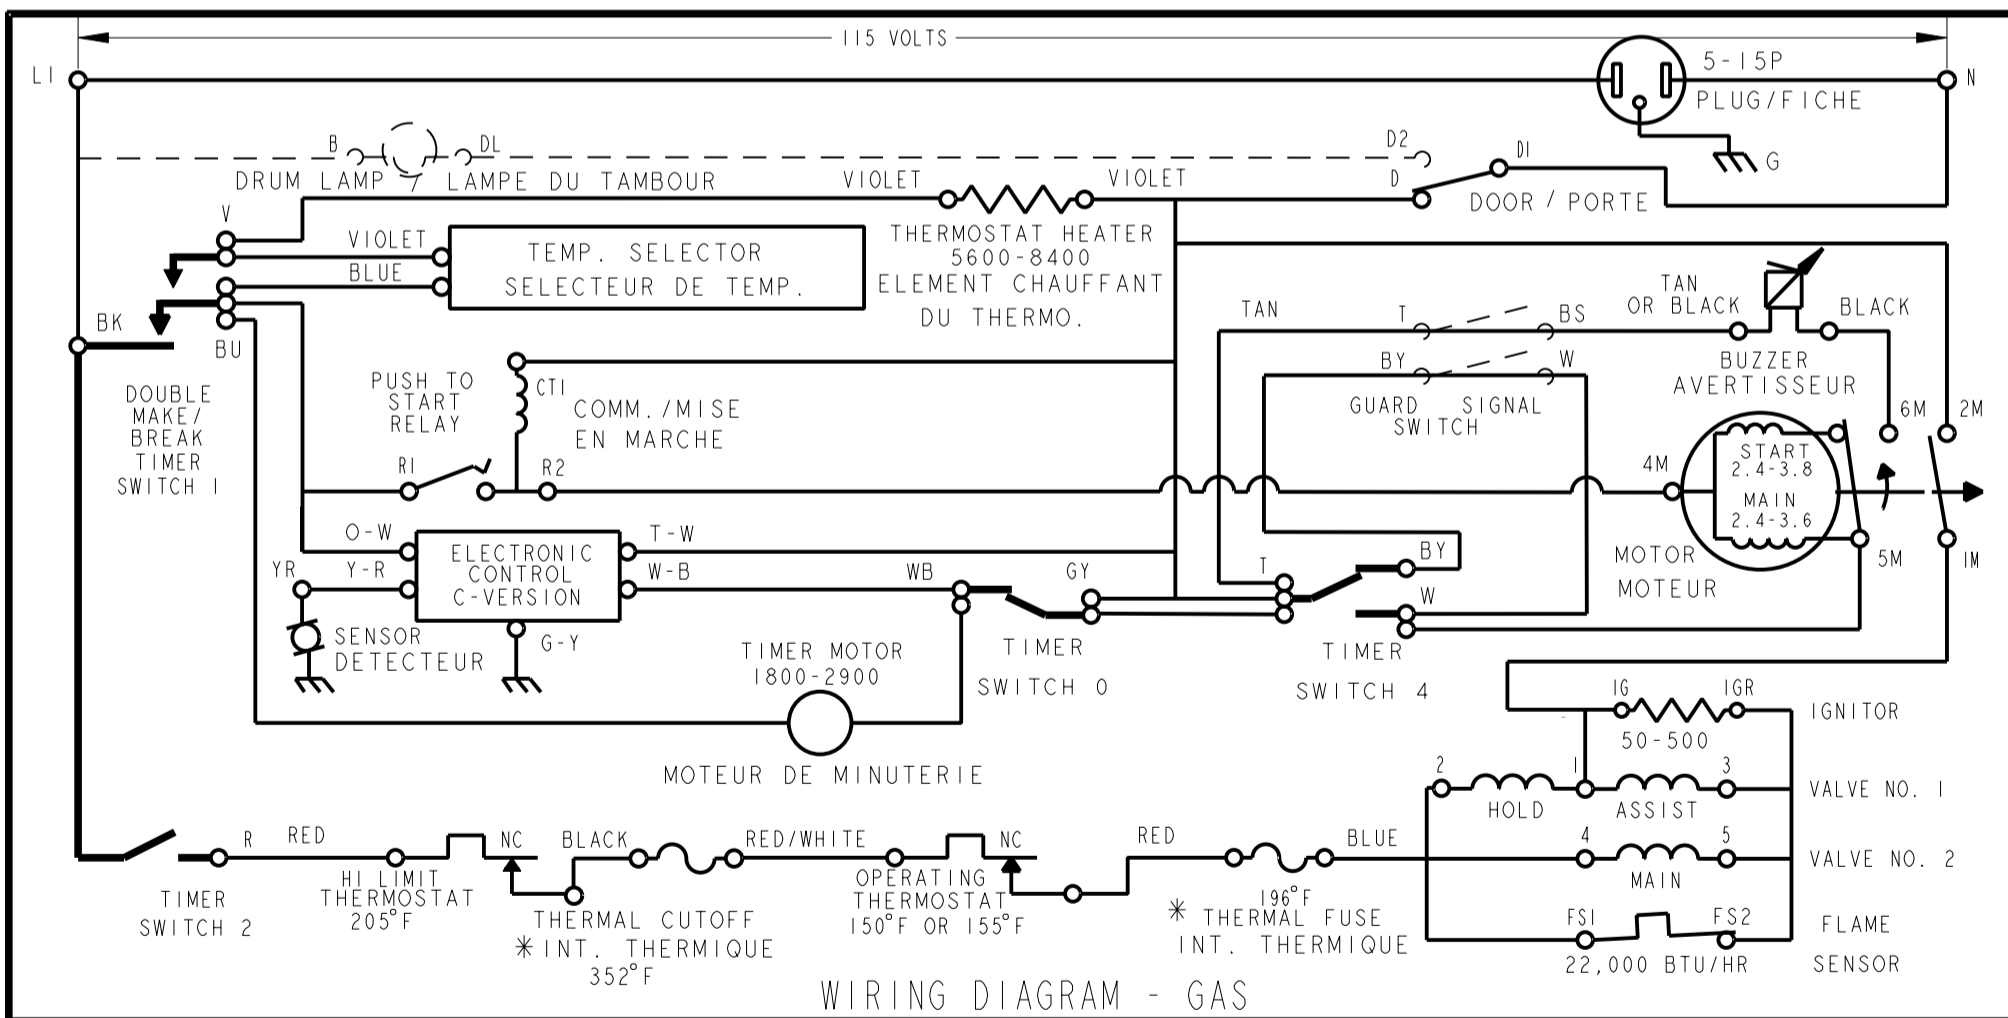 115 VOLTS
L1
5-15P
PLUG/FICHE
N
G
B
DL
D2
D1
DRUM LAMP / LAMPE DU TAMBOUR
VIOLET
VIOLET
D
DOOR / PORTE
V
VIOLET
BLUE
TEMP. SELECTOR
SELECTEUR DE TEMP.
THERMOSTAT HEATER
5600-8400
ELEMENT CHAUFFANT
DU THERMO.
BK
BU
TAN
T
BS
TAN
OR BLACK
BLACK
BUZZER
AVERTISSEUR
BY
W
GUARD SIGNAL
SWITCH
DOUBLE
MAKE/
BREAK
TIMER
SWITCH 1
PUSH TO
START
RELAY
CT1
COMM./MISE
EN MARCHE
R1
R2
4M
START
2.4-3.8
MAIN
2.4-3.6
6M
2M
5M
1M
MOTOR
MOTEUR
O-W
T-W
YR
Y-R
W-B
ELECTRONIC
CONTROL
C-VERSION
G-Y
SENSOR
DETECTEUR
WB
GY
TIMER
SWITCH 0
T
BY
W
TIMER
SWITCH 4
TIMER MOTOR
1800-2900
MOTEUR DE MINUTERIE
IG
IGR
IGNITOR
50-500
2
1
3
HOLD
ASSIST
VALVE NO. 1
4
5
MAIN
VALVE NO. 2
FS1
FS2
FLAME
SENSOR
22,000 BTU/HR
TIMER
SWITCH 2
R
RED
HI LIMIT
THERMOSTAT
205°F
NC
BLACK
THERMAL CUTOFF
* INT. THERMIQUE
352°F
RED/WHITE
OPERATING
THERMOSTAT
150°F OR 155°F
NC
RED
196°F
* THERMAL FUSE
INT. THERMIQUE
BLUE
WIRING DIAGRAM - GAS